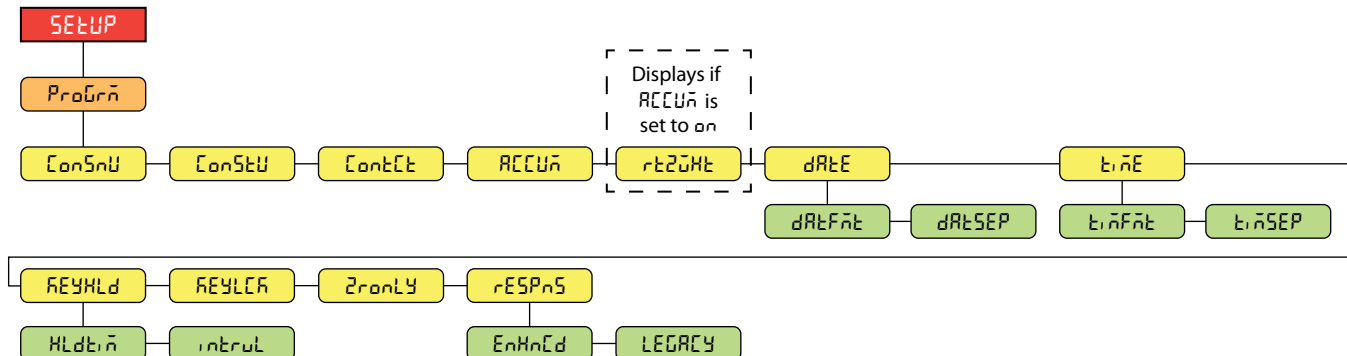 SEtUP
ProGrM
ConSnU
ConStU
ContCt
ACCUM
Displays if
ACCUM is
set to on
rtZWHt
dAtE
tiME
dAtFMt
dAtSEP
tiMFMt
tiMSEP
KEYHLd
KEYLCK
ZronLY
rESPnS
HLdtiM
intruL
EnHnCd
LEGACY